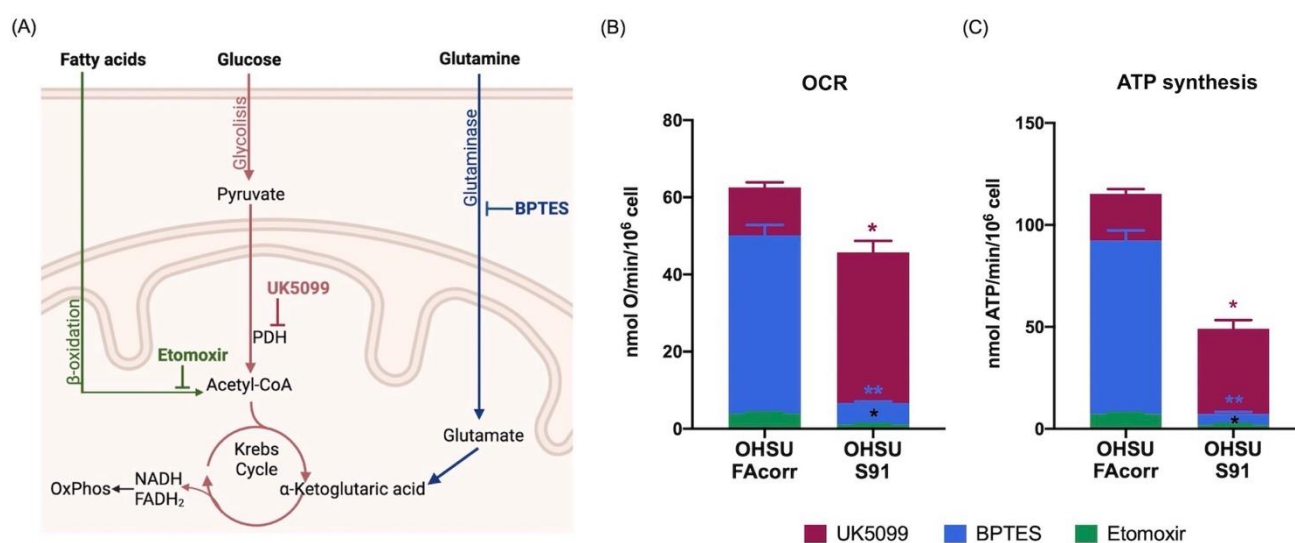 (A)
Fatty acids
Glucose
Glutamine
Glycolisis
Glutaminase
Pyruvate
BPTES
UK5099
PDH
β-oxidation
Etomoxir
Acetyl-CoA
Glutamate
Krebs
Cycle
OxPhos
NADH
FADH₂
α-Ketoglutaric acid
(B)
OCR
nmol O/min/10⁶ cell
80
60
40
20
0
*
**
*
OHSU
FAcorr
OHSU
S91
(C)
ATP synthesis
nmol ATP/min/10⁶ cell
150
100
50
0
*
**
*
OHSU
FAcorr
OHSU
S91
UK5099
BPTES
Etomoxir